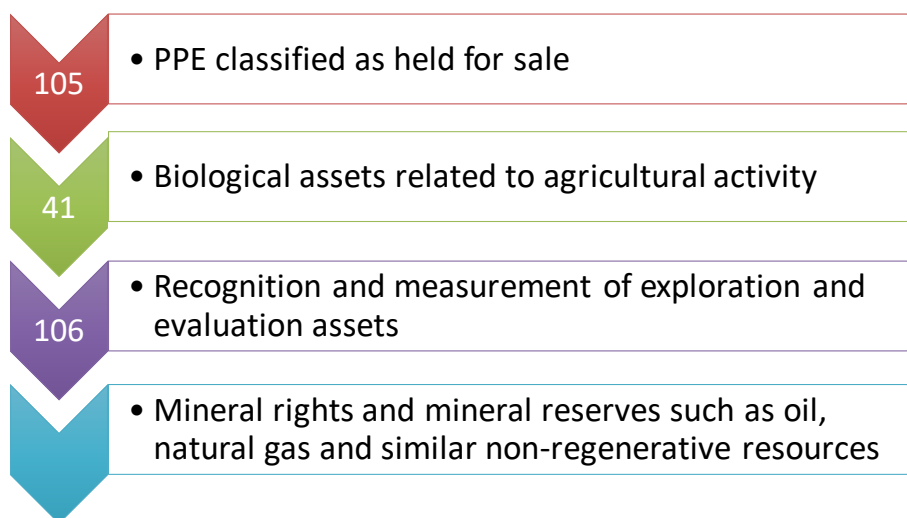 105
• PPE classified as held for sale
41
• Biological assets related to agricultural activity
106
• Recognition and measurement of exploration and
evaluation assets
• Mineral rights and mineral reserves such as oil,
natural gas and similar non-regenerative resources